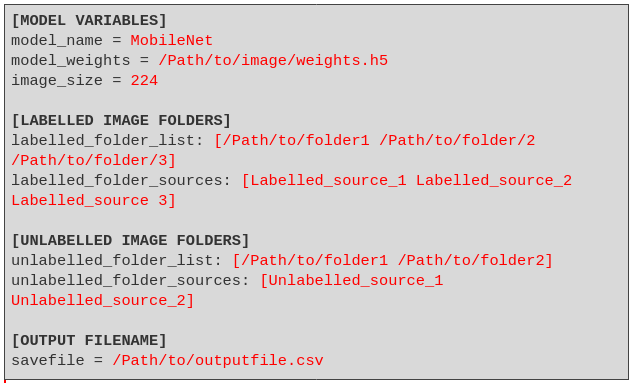 [MODEL VARIABLES]
model_name = MobileNet
model_weights = /Path/to/image/weights.h5
image_size = 224
[LABELLED IMAGE FOLDERS]
labelled_folder_list: [/Path/to/folder1 /Path/to/folder/2
/Path/to/folder/3]
labelled_folder_sources: [Labelled_source_1 Labelled_source_2
Labelled_source 3]
[UNLABELLED IMAGE FOLDERS]
unlabelled_folder_list: [/Path/to/folder1 /Path/to/folder2]
unlabelled_folder_sources: [Unlabelled_source_1
Unlabelled_source_2]
[OUTPUT FILENAME]
savefile = /Path/to/outputfile.csv